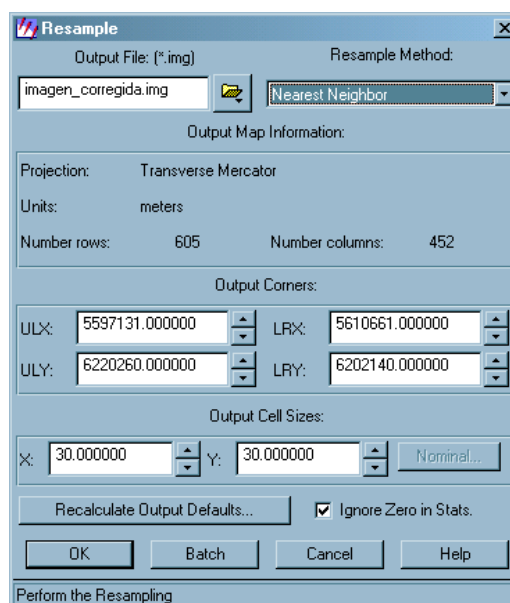 Resample
Output File: (*.img) Resample Method:
imagen_corregida.img Nearest Neighbor
Output Map Information:
Projection: Transverse Mercator
Units: meters
Number rows: 605 Number columns: 452
Output Corners:
ULX: 5597131.000000 LRX: 5610661.000000
ULY: 6220260.000000 LRY: 6202140.000000
Output Cell Sizes:
X: 30.000000 Y: 30.000000 Nominal...
Recalculate Output Defaults... Ignore Zero in Stats.
OK Batch Cancel Help
Perform the Resampling